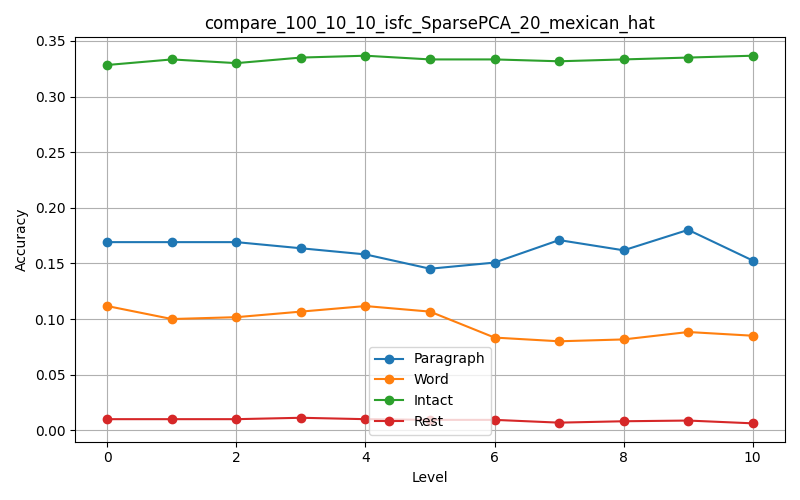 compare_100_10_10_isfc_SparsePCA_20_mexican_hat
0.35
0.30
0.25
0.20
0.15
0.10
0.05
0.00
Accuracy
Paragraph
Word
Intact
Rest
0 2 4 6 8 10
Level